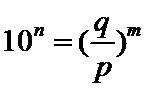 10^n = (q/p)^m